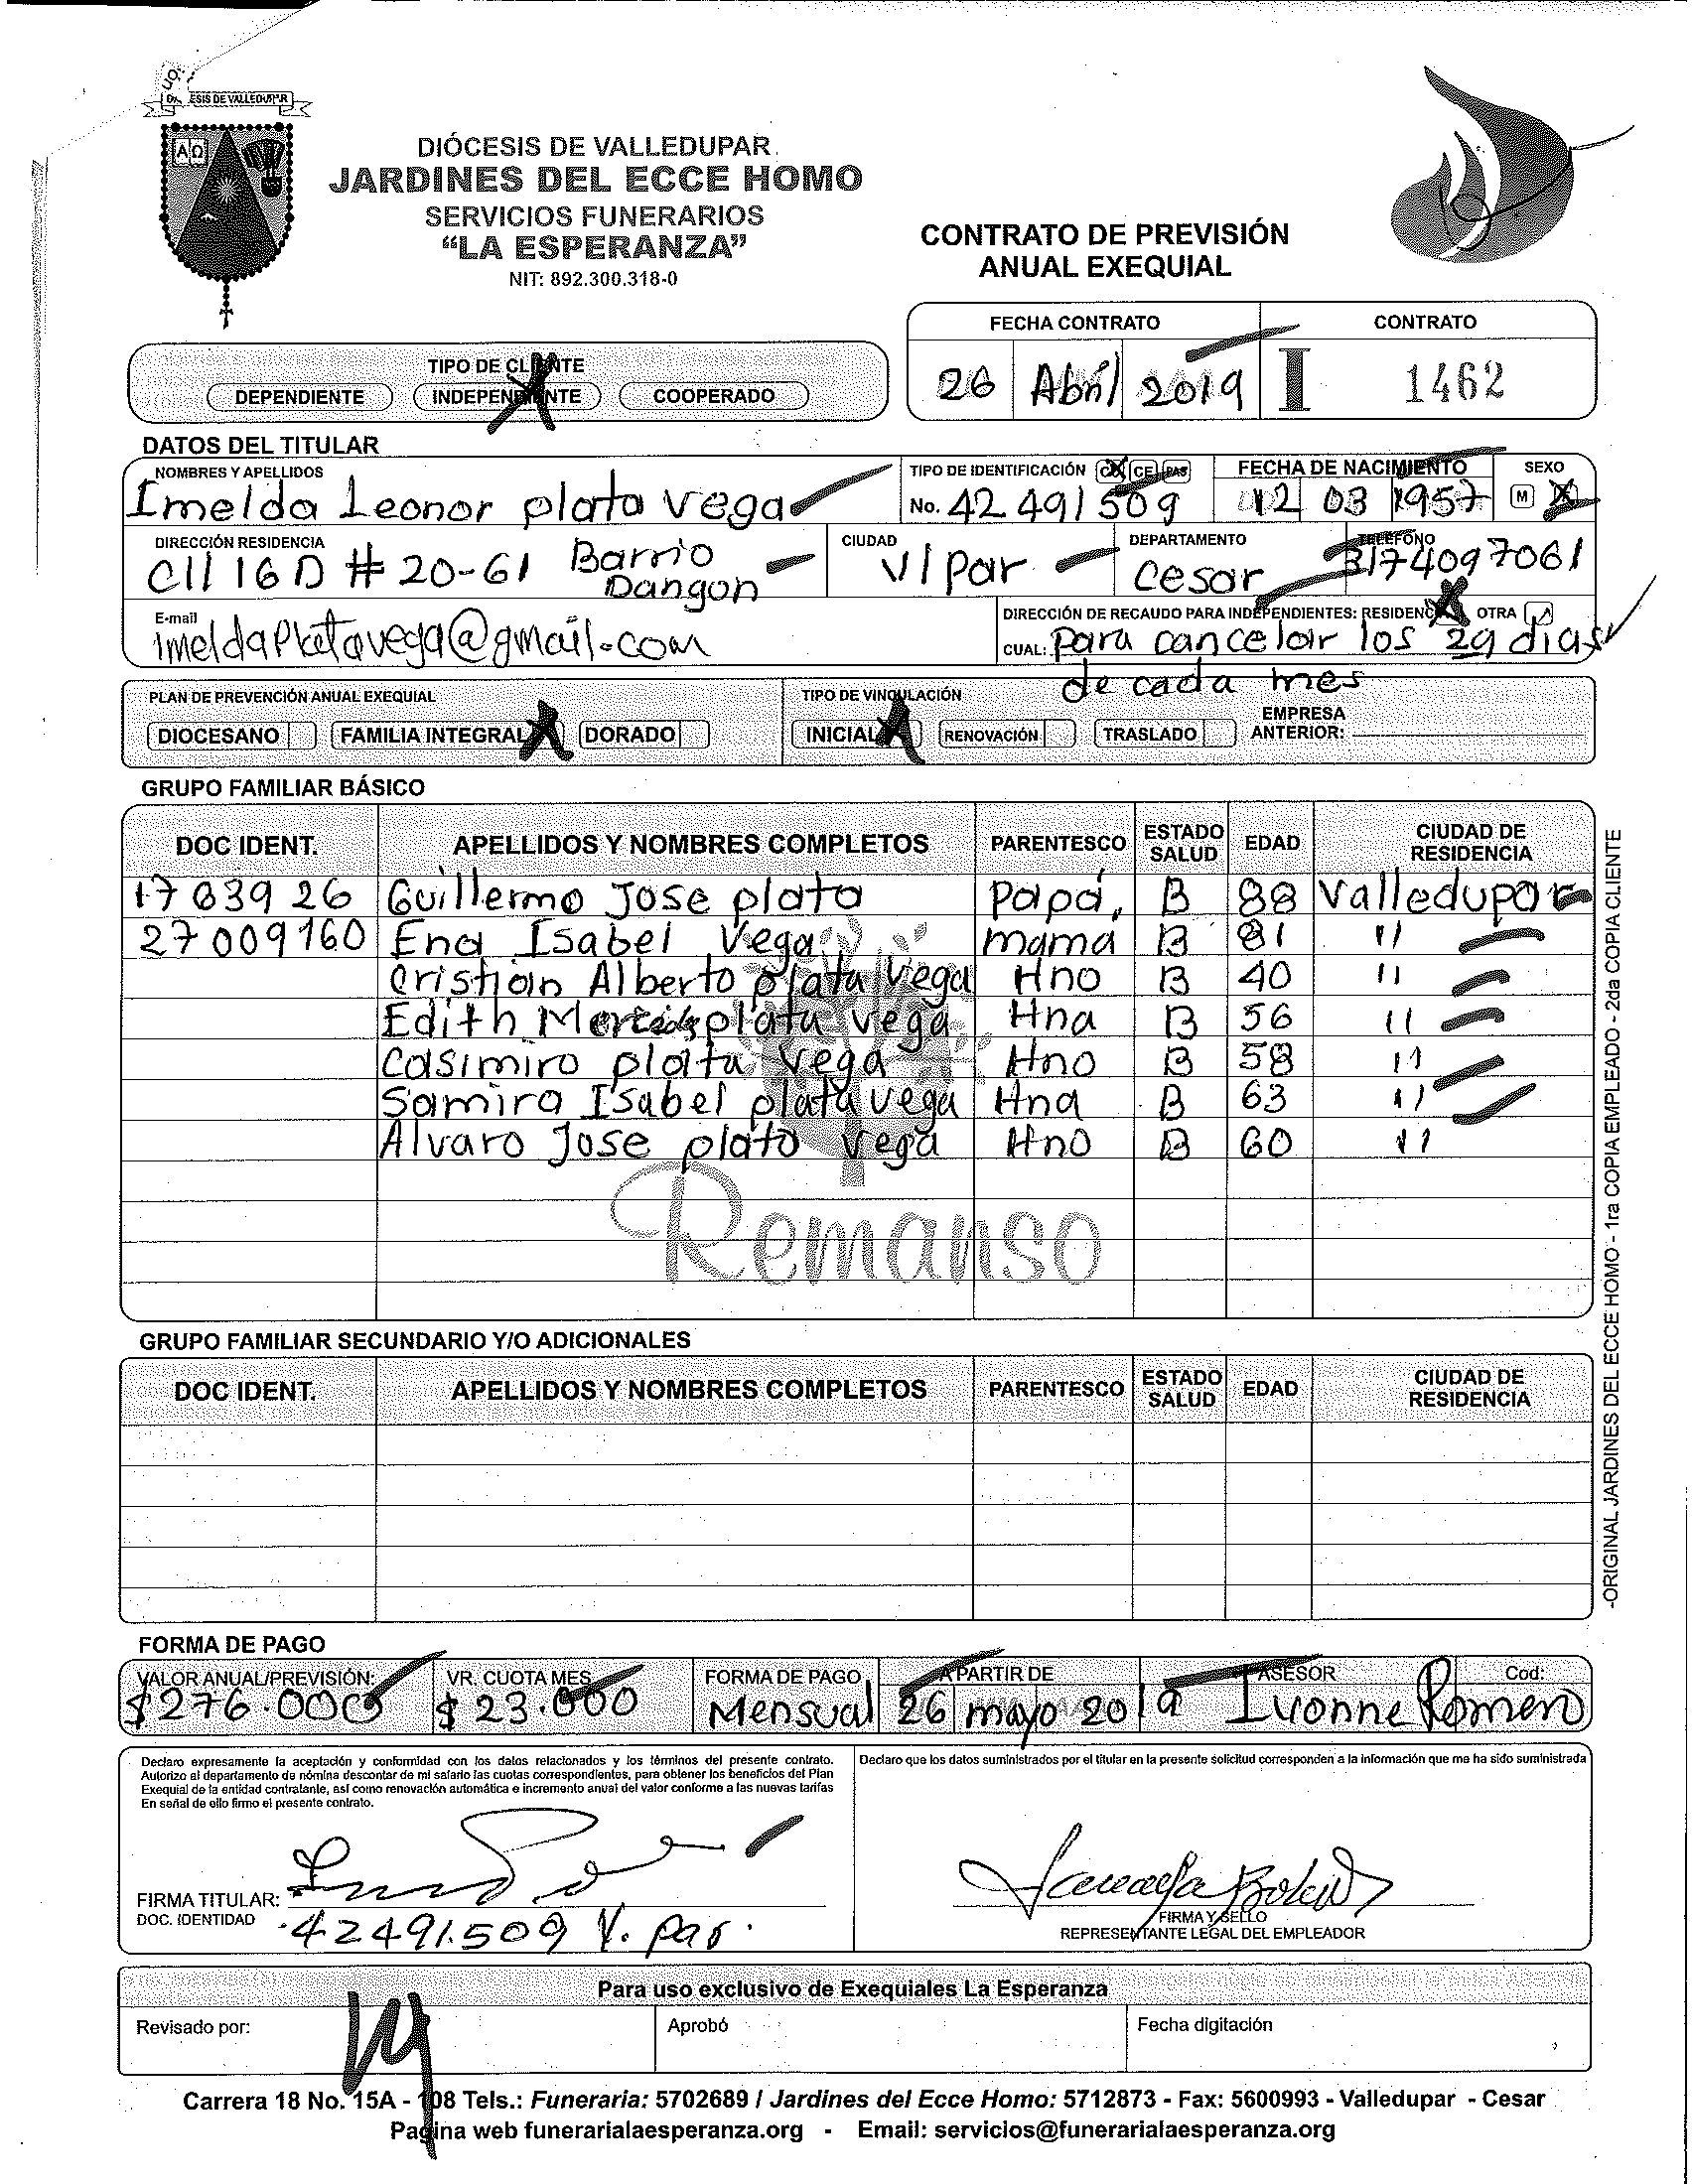 DIÓCESIS DE VALLEDUPAR
JARDINES DEL ECCE HOMO
SERVICIOS FUNERARIOS
“LA ESPERANZA”
NIT: 892.300.318-0
CONTRATO DE PREVISIÓN
ANUAL EXEQUIAL
FECHA CONTRATO CONTRATO
26 Abril 2019 I 1462
TIPO DE CLIENTE
DEPENDIENTE INDEPENDIENTE COOPERADO
DATOS DEL TITULAR
NOMBRES Y APELLIDOS TIPO DE IDENTIFICACIÓN CC CE PAS FECHA DE NACIMIENTO SEXO
Imelda Leonor plata vega No. 42 491 509 12 03 1957 M
DIRECCIÓN RESIDENCIA CIUDAD DEPARTAMENTO TELÉFONO
Cll 16 D # 20-61 Barrio Dangon V/par Cesar 3174097061
E-mail DIRECCIÓN DE RECAUDO PARA INDEPENDIENTES: RESIDENCIA OTRA
imeldaplatavega@gmail.com CUAL: para cancelar los 29 dias
de cada mes
PLAN DE PREVENCIÓN ANUAL EXEQUIAL TIPO DE VINCULACIÓN
DIOCESANO FAMILIA INTEGRAL DORADO INICIAL RENOVACIÓN TRASLADO EMPRESA ANTERIOR:
GRUPO FAMILIAR BÁSICO
DOC IDENT. APELLIDOS Y NOMBRES COMPLETOS PARENTESCO ESTADO SALUD EDAD CIUDAD DE RESIDENCIA
17 839 26 Guillermo Jose plata Papá, B 88 Valledupar
27 009160 Ena Isabel Vega mama B 81 "
Cristian Alberto plata Vega Hno B 40 "
Edith Mercedes plata vega Hna B 56 "
Casimiro plata vega Hno B 58 "
Samira Isabel plata vega Hna B 63 "
Alvaro Jose plata vega Hno B 60 "
Remanso
GRUPO FAMILIAR SECUNDARIO Y/O ADICIONALES
DOC IDENT. APELLIDOS Y NOMBRES COMPLETOS PARENTESCO ESTADO SALUD EDAD CIUDAD DE RESIDENCIA
-ORIGINAL JARDINES DEL ECCE HOMO - 1ra COPIA EMPLEADO - 2da COPIA CLIENTE
FORMA DE PAGO
VALOR ANUAL/PREVISIÓN: VR. CUOTA MES FORMA DE PAGO A PARTIR DE ASESOR Cod:
$276.000 $ 23.000 Mensual 26 mayo 2019 Ivonne Romero
Declaro expresamente la aceptación y conformidad con los datos relacionados y los términos del presente contrato.
Autorizo al departamento de nómina descontar de mi salario las cuotas correspondientes, para obtener los beneficios del Plan
Exequial de la entidad contratante, así como renovación automática e incremento anual del valor conforme a las nuevas tarifas
En señal de ello firmo el presente contrato.
Declaro que los datos suministrados por el titular en la presente solicitud corresponden a la información que me ha sido suministrada
FIRMA TITULAR:
DOC. IDENTIDAD 42491.509 V. par.
FIRMA Y SELLO
REPRESENTANTE LEGAL DEL EMPLEADOR
Para uso exclusivo de Exequiales La Esperanza
Revisado por: Aprobó Fecha digitación
Carrera 18 No. 15A - 108 Tels.: Funeraria: 5702689 / Jardines del Ecce Homo: 5712873 - Fax: 5600993 - Valledupar - Cesar
Pagina web funerarialaesperanza.org - Email: servicios@funerarialaesperanza.org